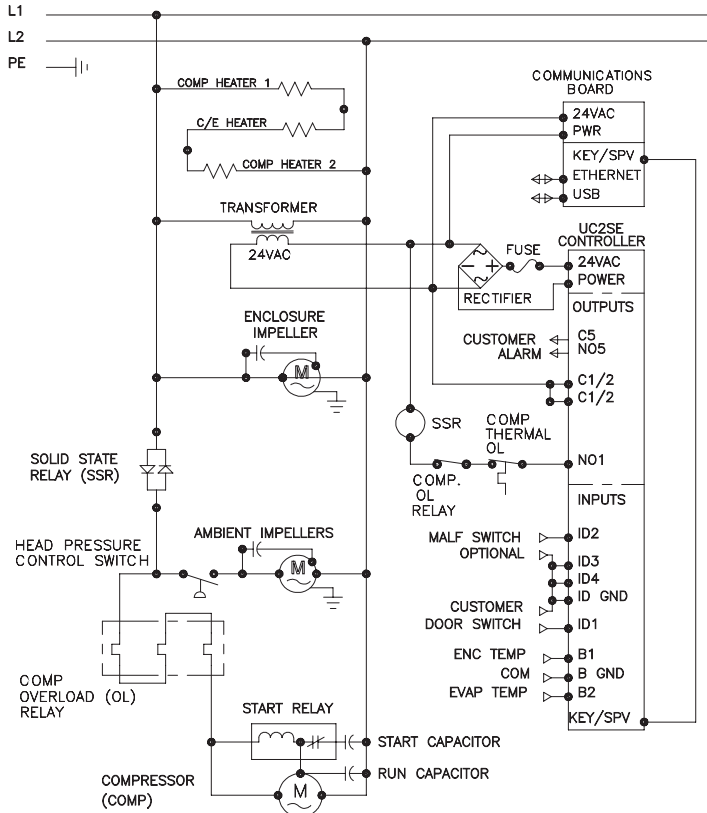 L1
L2
PE
COMP HEATER 1
C/E HEATER
COMP HEATER 2
COMMUNICATIONS
BOARD
24VAC
PWR
KEY/SPV
ETHERNET
USB
TRANSFORMER
24VAC
FUSE
RECTIFIER
UC2SE
CONTROLLER
24VAC
POWER
OUTPUTS
CUSTOMER
ALARM
C5
NO5
C1/2
C1/2
ENCLOSURE
IMPELLER
M
SSR
COMP
THERMAL
OL
COMP.
OL
RELAY
NO1
SOLID STATE
RELAY (SSR)
INPUTS
HEAD PRESSURE
CONTROL SWITCH
AMBIENT IMPELLERS
M
MALF SWITCH
OPTIONAL
ID2
ID3
ID4
ID GND
CUSTOMER
DOOR SWITCH
ID1
ENC TEMP
B1
COM
B GND
EVAP TEMP
B2
KEY/SPV
COMP
OVERLOAD (OL)
RELAY
START RELAY
START CAPACITOR
RUN CAPACITOR
COMPRESSOR
(COMP)
M